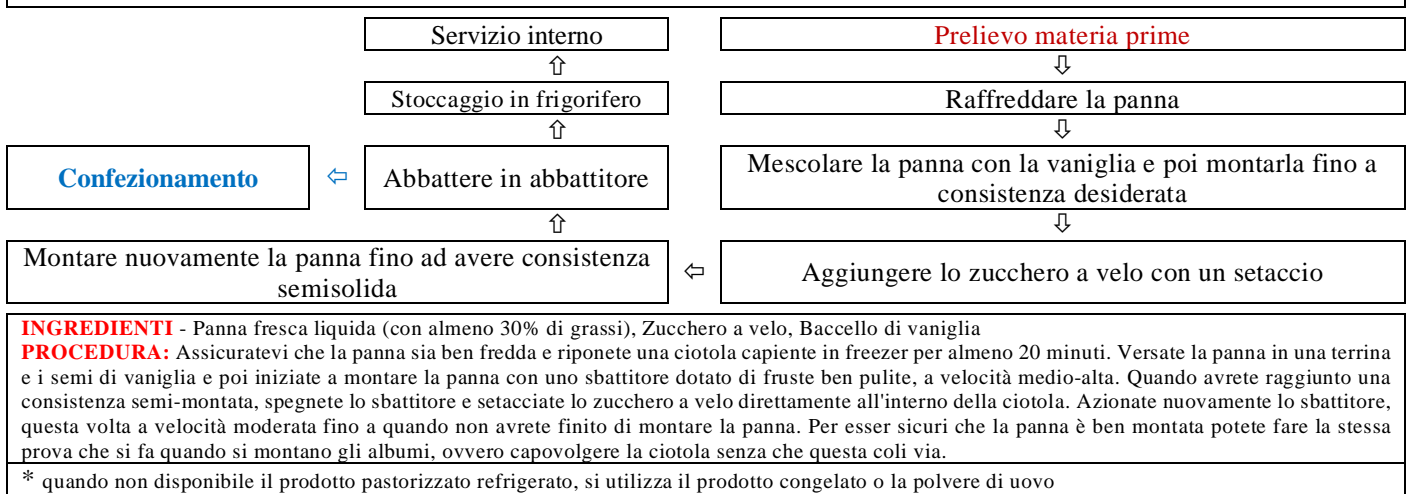 Servizio interno
Prelievo materia prime
⇧
⇩
Stoccaggio in frigorifero
Raffreddare la panna
⇧
⇩
Confezionamento
⇦
Abbattere in abbattitore
Mescolare la panna con la vaniglia e poi montarla fino a
consistenza desiderata
⇧
⇩
Montare nuovamente la panna fino ad avere consistenza
semisolida
⇦
Aggiungere lo zucchero a velo con un setaccio
INGREDIENTI - Panna fresca liquida (con almeno 30% di grassi), Zucchero a velo, Baccello di vaniglia
PROCEDURA: Assicuratevi che la panna sia ben fredda e riponete una ciotola capiente in freezer per almeno 20 minuti. Versate la panna in una terrina
e i semi di vaniglia e poi iniziate a montare la panna con uno sbattitore dotato di fruste ben pulite, a velocità medio-alta. Quando avrete raggiunto una
consistenza semi-montata, spegnete lo sbattitore e setacciate lo zucchero a velo direttamente all'interno della ciotola. Azionate nuovamente lo sbattitore,
questa volta a velocità moderata fino a quando non avrete finito di montare la panna. Per esser sicuri che la panna è ben montata potete fare la stessa
prova che si fa quando si montano gli albumi, ovvero capovolgere la ciotola senza che questa coli via.
* quando non disponibile il prodotto pastorizzato refrigerato, si utilizza il prodotto congelato o la polvere di uovo